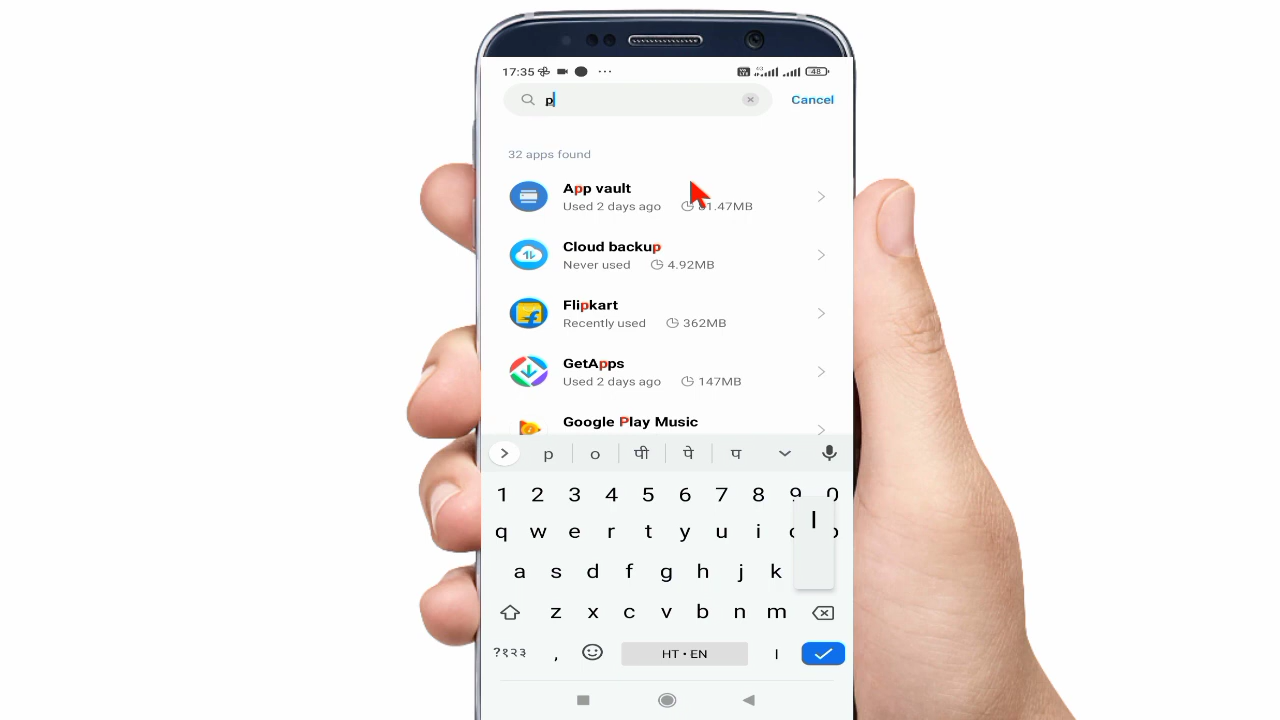 17:35
48
p
Cancel
32 apps found
App vault
Used 2 days ago 1.47MB
Cloud backup
Never used 4.92MB
Flipkart
Recently used 362MB
GetApps
Used 2 days ago 147MB
Google Play Music
p o पी पे प
1 2 3 4 5 6 7 8 9 0
q w e r t y u i
l
a s d f g h j k
z x c v b n m
?१२३ , HT • EN ।